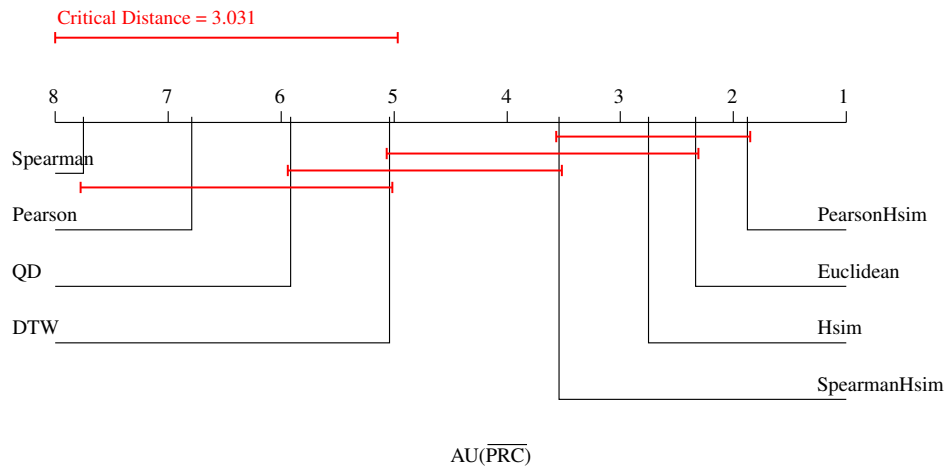 Critical Distance = 3.031
8 7 6 5 4 3 2 1
Spearman
Pearson PearsonHsim
QD Euclidean
DTW Hsim
SpearmanHsim
AU(P̅R̅C̅)